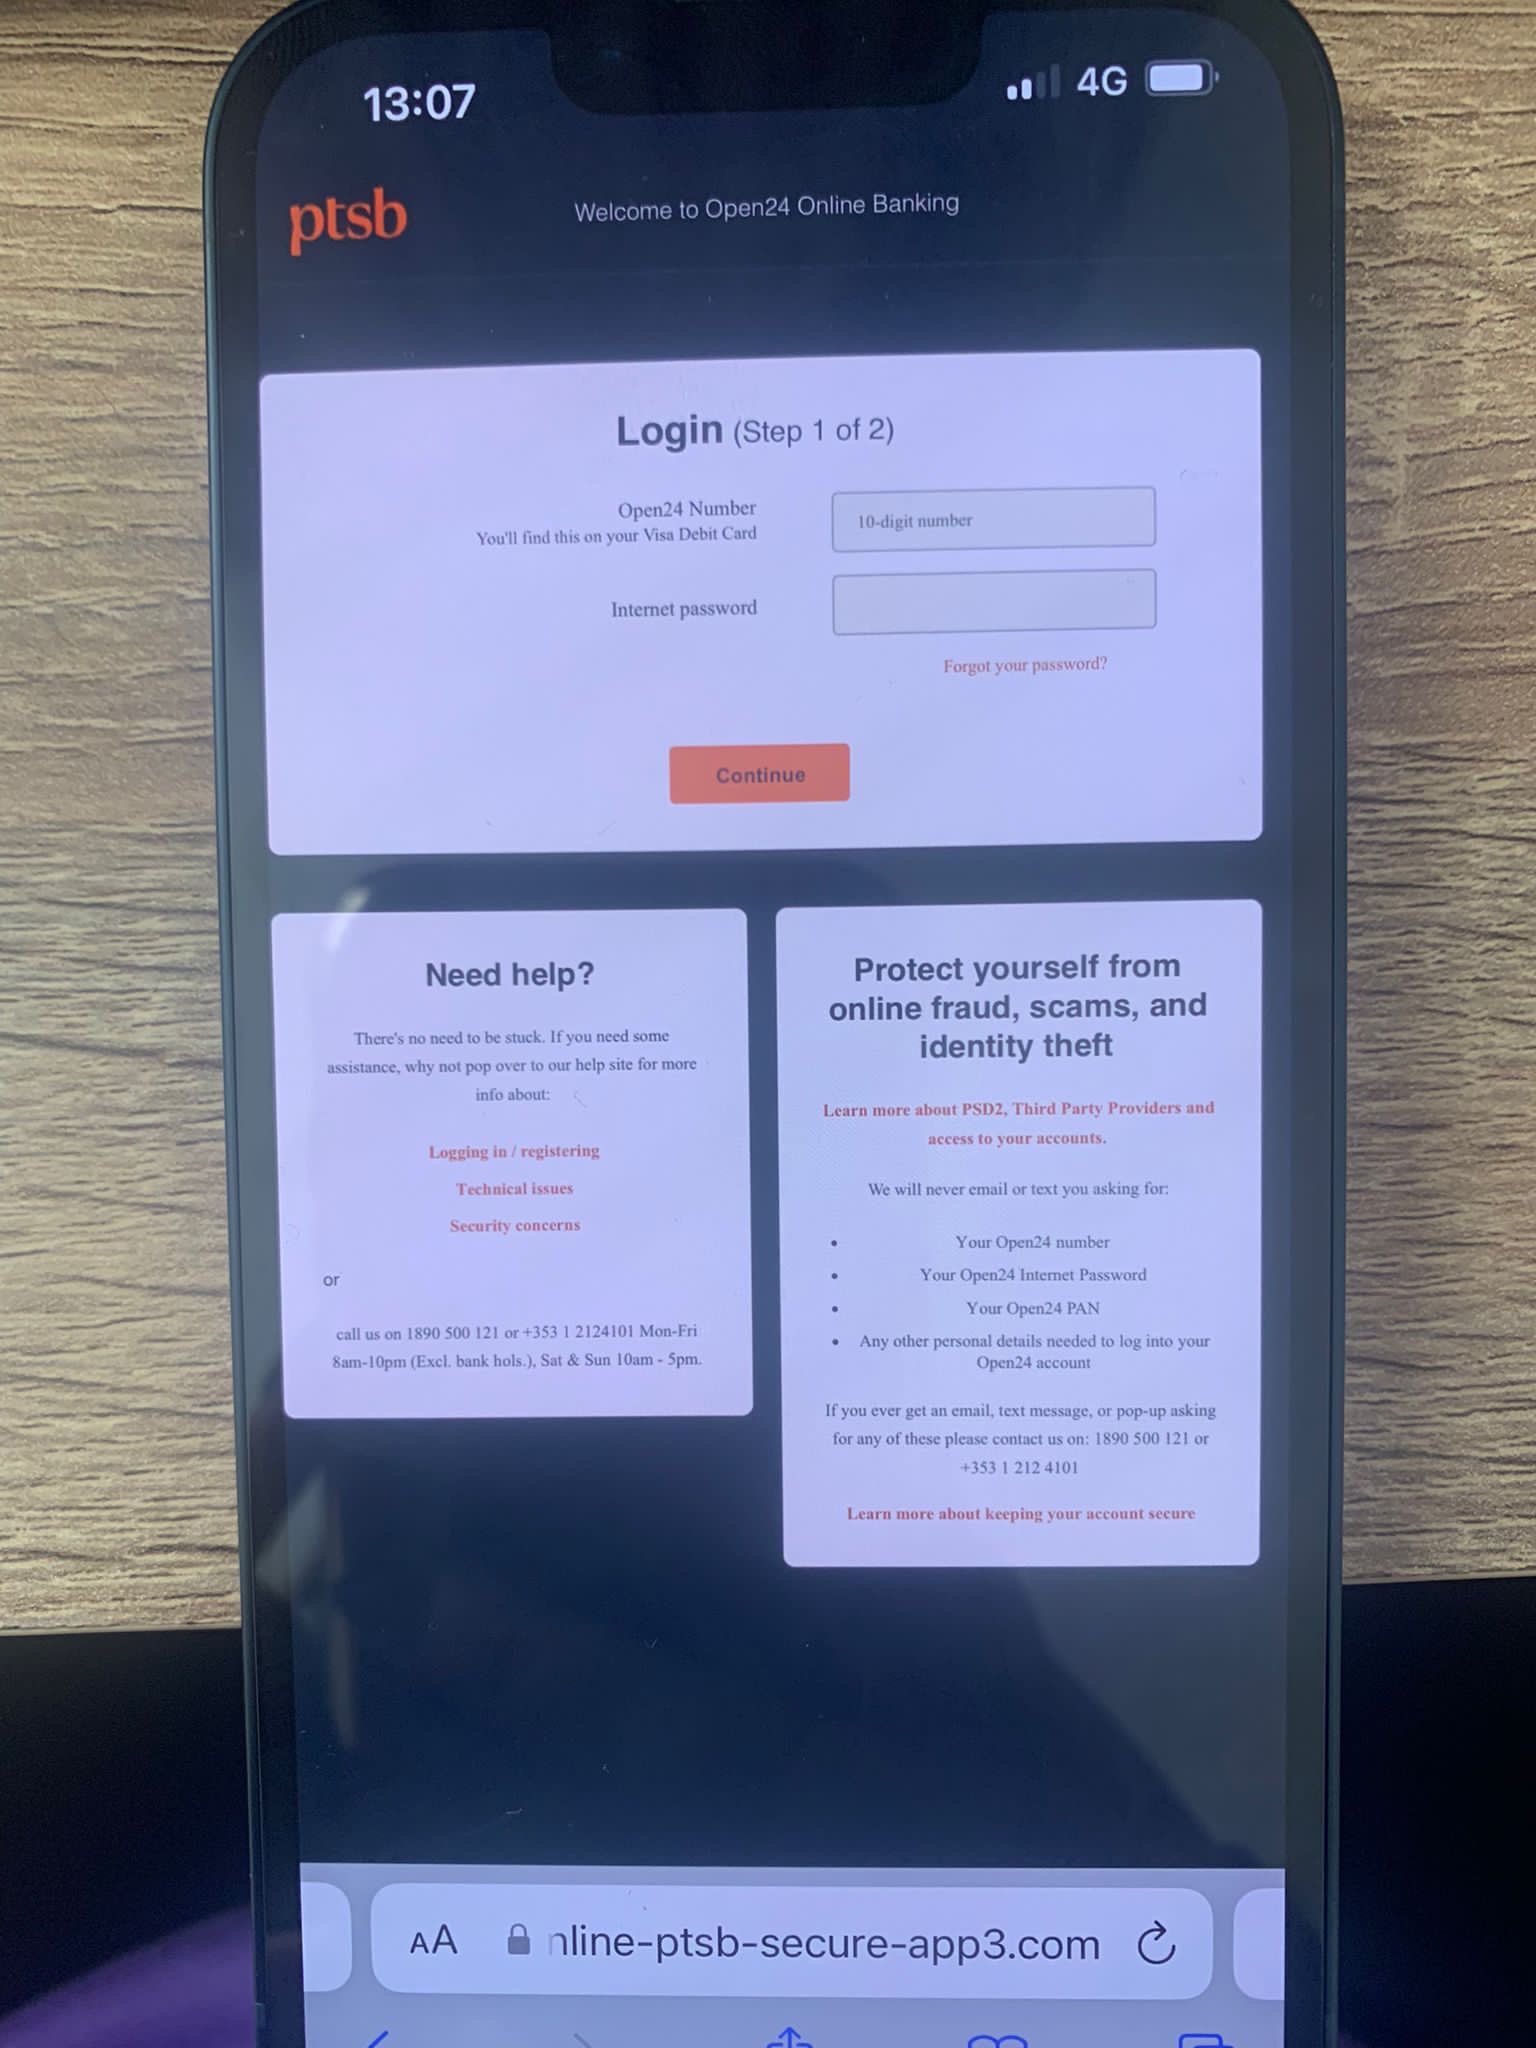 13:07
4G
ptsb
Welcome to Open24 Online Banking
Login (Step 1 of 2)
Open24 Number
You'll find this on your Visa Debit Card
10-digit number
Internet password
Forgot your password?
Continue
Need help?
There's no need to be stuck. If you need some
assistance, why not pop over to our help site for more
info about:
Logging in / registering
Technical issues
Security concerns
or
call us on 1890 500 121 or +353 1 2124101 Mon-Fri
8am-10pm (Excl. bank hols.), Sat & Sun 10am - 5pm.
Protect yourself from
online fraud, scams, and
identity theft
Learn more about PSD2, Third Party Providers and
access to your accounts.
We will never email or text you asking for:
• Your Open24 number
• Your Open24 Internet Password
• Your Open24 PAN
• Any other personal details needed to log into your
Open24 account
If you ever get an email, text message, or pop-up asking
for any of these please contact us on: 1890 500 121 or
+353 1 212 4101
Learn more about keeping your account secure
AA nline-ptsb-secure-app3.com